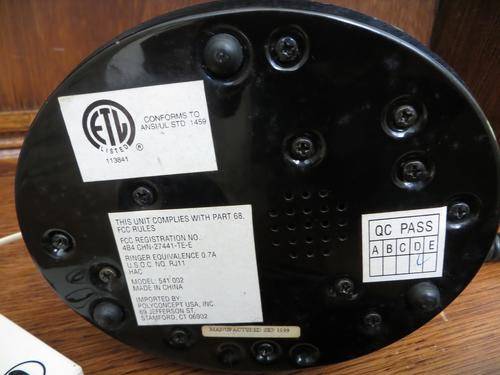 ETL
LISTED
®
113841
CONFORMS TO
ANSI/UL STD. 1459
THIS UNIT COMPLIES WITH PART 68,
FCC RULES
FCC REGISTRATION NO.:
4B4 CHN-27441-TE-E
RINGER EQUIVALENCE 0.7A
U.S.O.C. NO. RJ11
HAC
MODEL: 541 002
MADE IN CHINA
IMPORTED BY:
POLYCONCEPT USA, INC.
69 JEFFERSON ST,
STAMFORD, CT 06902
QC PASS
A B C D E
MANUFACTURED SEP 1999